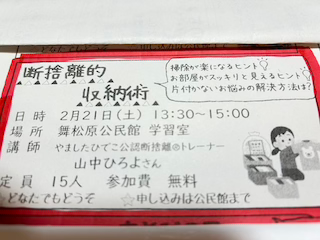 断捨離的
収納術
掃除が楽になるヒント
お部屋がスッキリと見えるヒント
片付かないお悩みの解決方法は?
日時 2月21日(土) 13:30~15:00
場所 舞松原公民館 学習室
講師 やましたひでこ公認断捨離®トレーナー
山中ひろよさん
定員 15人 参加費 無料
☆どなたでもどうぞ ☆申し込みは公民館まで